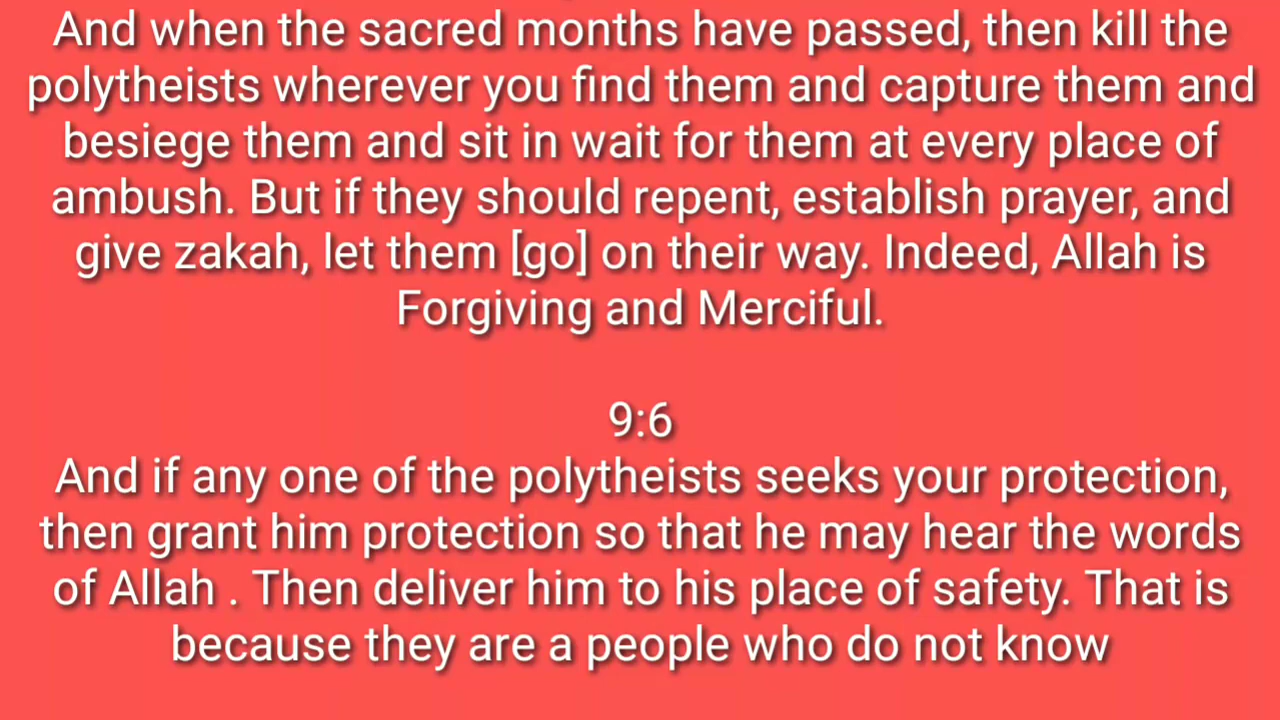 And when the sacred months have passed, then kill the
polytheists wherever you find them and capture them and
besiege them and sit in wait for them at every place of
ambush. But if they should repent, establish prayer, and
give zakah, let them [go] on their way. Indeed, Allah is
Forgiving and Merciful.
9:6
And if any one of the polytheists seeks your protection,
then grant him protection so that he may hear the words
of Allah . Then deliver him to his place of safety. That is
because they are a people who do not know